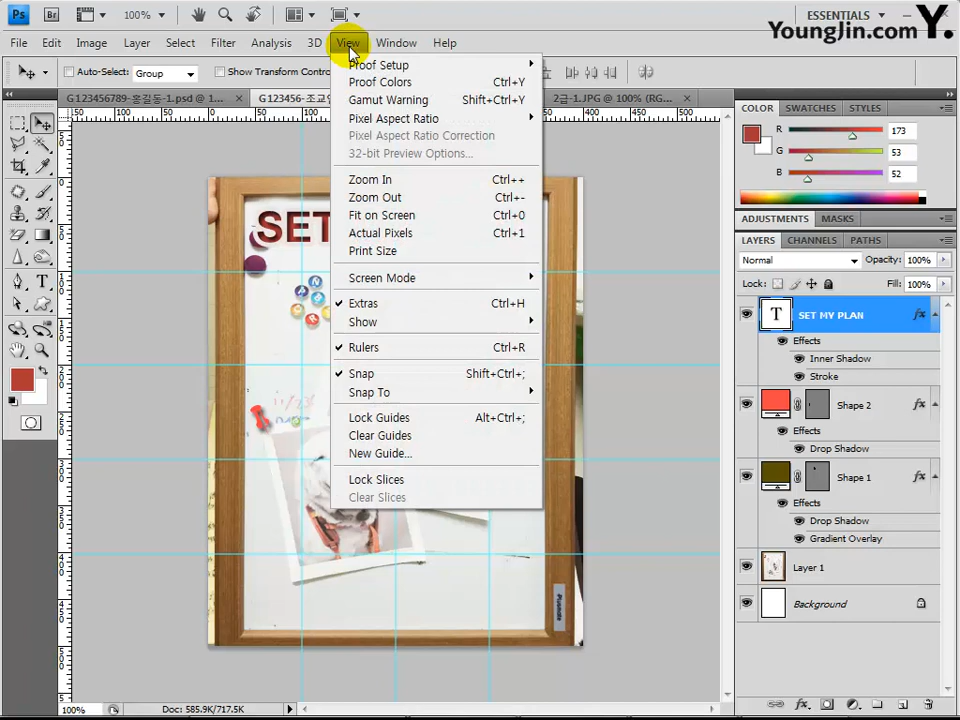 Ps Br 100% ESSENTIALS
YoungJin.com Y.
File Edit Image Layer Select Filter Analysis 3D View Window Help
Auto-Select: Group Show Transform Contro
G123456789-홍길동-1.psd @ 1... × G123456-조교 2급-1.JPG @ 100% (RG... ×
Proof Setup
Proof Colors Ctrl+Y
Gamut Warning Shift+Ctrl+Y
Pixel Aspect Ratio
Pixel Aspect Ratio Correction
32-bit Preview Options...
Zoom In Ctrl++
Zoom Out Ctrl+-
Fit on Screen Ctrl+0
Actual Pixels Ctrl+1
Print Size
Screen Mode
Extras Ctrl+H
Show
Rulers Ctrl+R
Snap Shift+Ctrl+;
Snap To
Lock Guides Alt+Ctrl+;
Clear Guides
New Guide...
Lock Slices
Clear Slices
SET
COLOR SWATCHES STYLES
R 173
G 53
B 52
ADJUSTMENTS MASKS
LAYERS CHANNELS PATHS
Normal Opacity: 100%
Lock: Fill: 100%
T SET MY PLAN fx
Effects
Inner Shadow
Stroke
Shape 2 fx
Effects
Drop Shadow
Shape 1 fx
Effects
Drop Shadow
Gradient Overlay
Layer 1
Background
100% Doc: 585.9K/717.5K